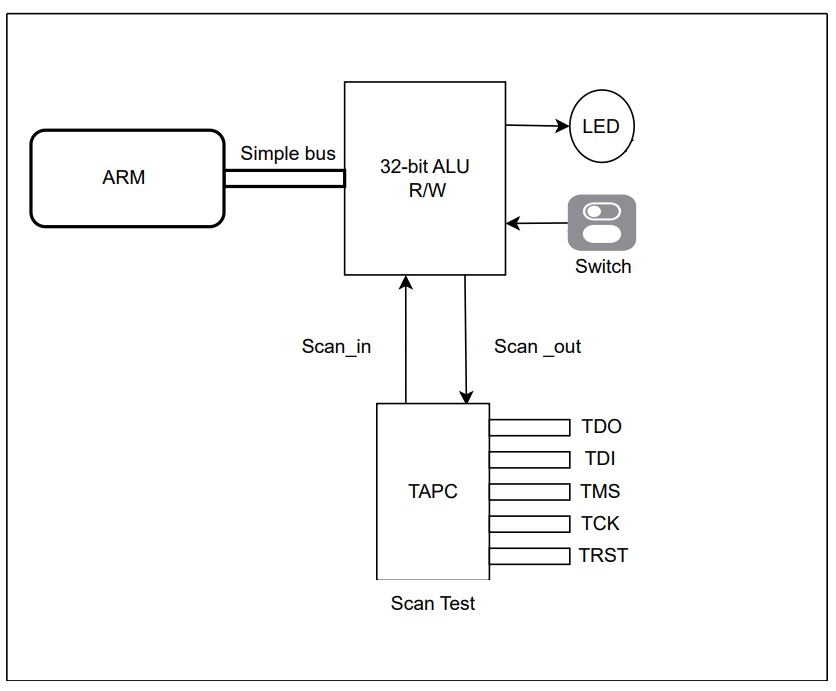 ARM
Simple bus
32-bit ALU
R/W
LED
Switch
Scan_in
Scan _out
TAPC
TDO
TDI
TMS
TCK
TRST
Scan Test